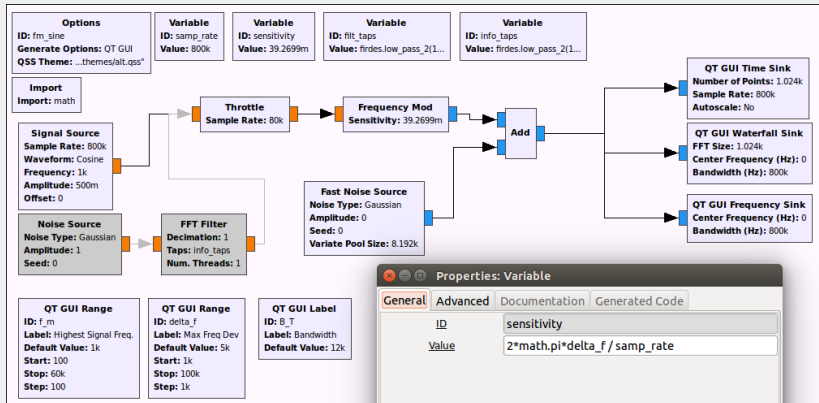 Options
ID: fm_sine
Generate Options: QT GUI
QSS Theme: ...themes/alt.qss"
Variable
ID: samp_rate
Value: 800k
Variable
ID: sensitivity
Value: 39.2699m
Variable
ID: filt_taps
Value: firdes.low_pass_2(1...
Variable
ID: info_taps
Value: firdes.low_pass_2(1...
Import
Import: math
Signal Source
Sample Rate: 800k
Waveform: Cosine
Frequency: 1k
Amplitude: 500m
Offset: 0
Throttle
Sample Rate: 80k
Frequency Mod
Sensitivity: 39.2699m
Add
QT GUI Time Sink
Number of Points: 1.024k
Sample Rate: 800k
Autoscale: No
QT GUI Waterfall Sink
FFT Size: 1.024k
Center Frequency (Hz): 0
Bandwidth (Hz): 800k
QT GUI Frequency Sink
Center Frequency (Hz): 0
Bandwidth (Hz): 800k
Fast Noise Source
Noise Type: Gaussian
Amplitude: 0
Seed: 0
Variate Pool Size: 8.192k
Noise Source
Noise Type: Gaussian
Amplitude: 1
Seed: 0
FFT Filter
Decimation: 1
Taps: info_taps
Num. Threads: 1
QT GUI Range
ID: f_m
Label: Highest Signal Freq.
Default Value: 1k
Start: 100
Stop: 60k
Step: 100
QT GUI Range
ID: delta_f
Label: Max Freq Dev
Default Value: 5k
Start: 1k
Stop: 100k
Step: 1k
QT GUI Label
ID: B_T
Label: Bandwidth
Default Value: 12k
Properties: Variable
General Advanced Documentation Generated Code
ID sensitivity
Value 2*math.pi*delta_f / samp_rate